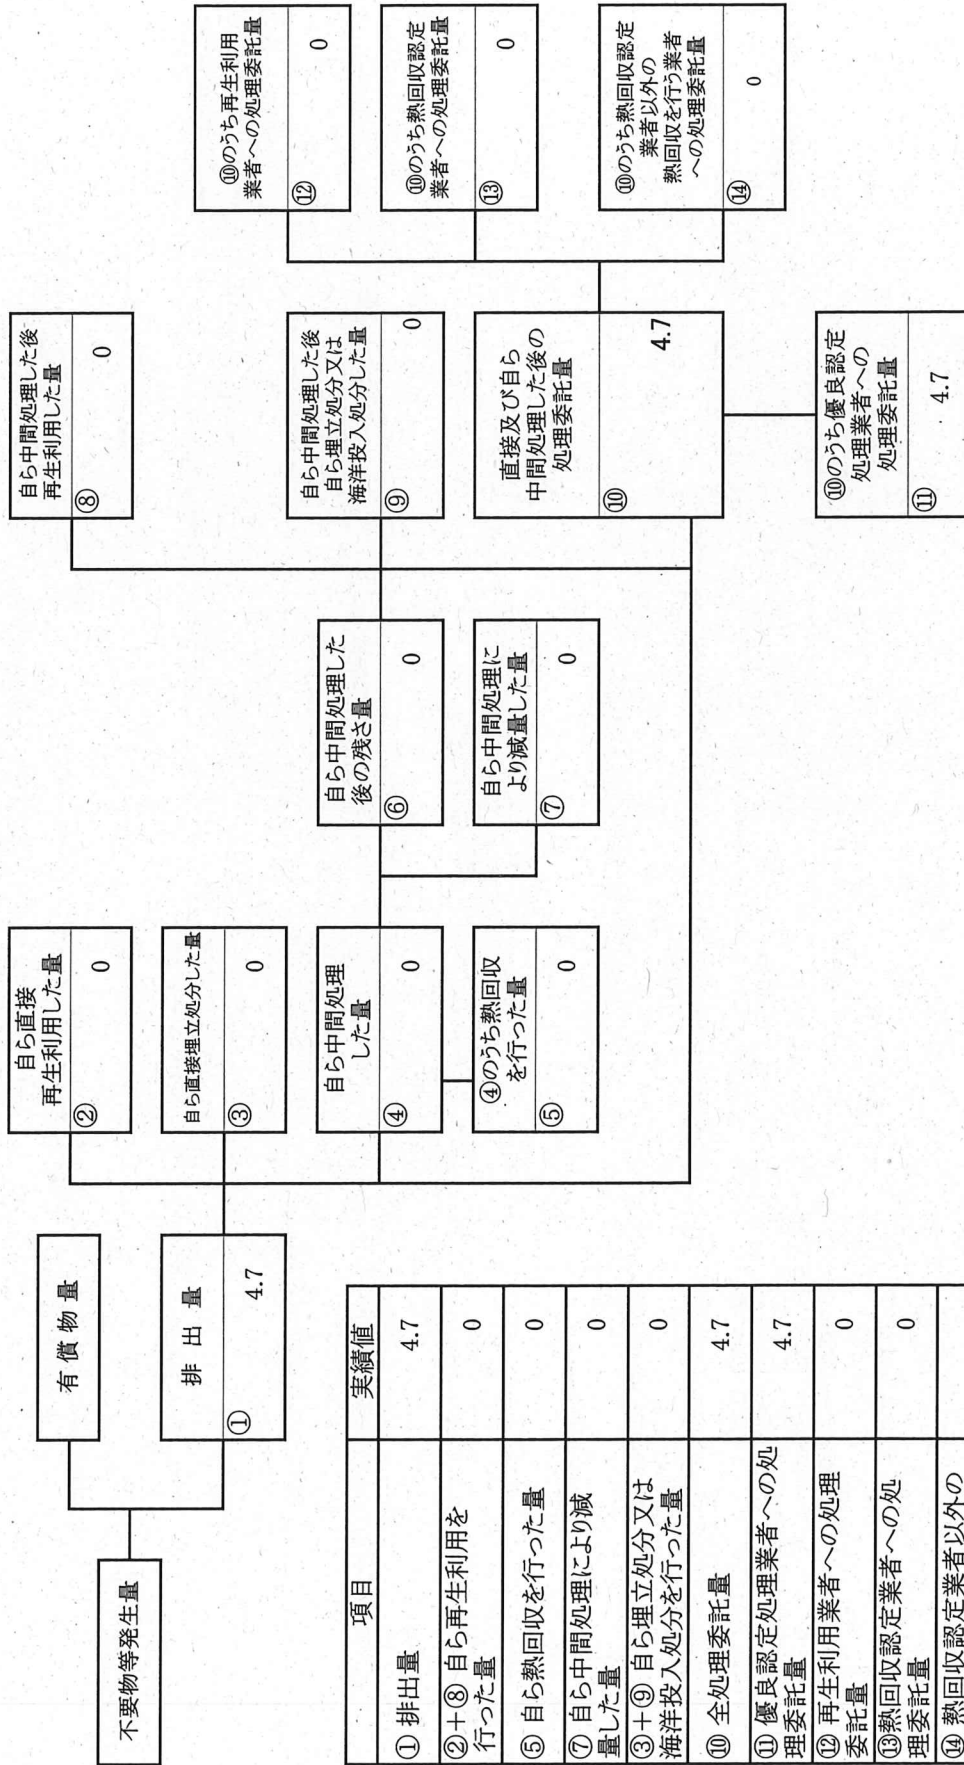 不要物等発生量
有償物量
排出量
① 4.7
自ら直接
再生利用した量
② 0
自ら直接埋立処分した量
③ 0
自ら中間処理
した量
④ 0
④のうち熱回収
を行った量
⑤ 0
自ら中間処理した
後の残さ量
⑥ 0
自ら中間処理に
より減量した量
⑦ 0
自ら中間処理した後
再生利用した量
⑧ 0
自ら中間処理した後
自ら埋立処分又は
海洋投入処分した量
⑨ 0
直接及び自ら
中間処理した後の
処理委託量
⑩ 4.7
⑩のうち優良認定
処理業者への
処理委託量
⑪ 4.7
⑩のうち再生利用
業者への処理委託量
⑫ 0
⑩のうち熱回収認定
業者への処理委託量
⑬ 0
⑩のうち熱回収認定
業者以外の
熱回収を行う業者
への処理委託量
⑭ 0
項目 実績値
① 排出量 4.7
②+⑧ 自ら再生利用を
行った量 0
⑤ 自ら熱回収を行った量 0
⑦ 自ら中間処理により減
量した量 0
③+⑨ 自ら埋立処分又は
海洋投入処分を行った量 0
⑩ 全処理委託量 4.7
⑪ 優良認定処理業者への処
理委託量 4.7
⑫ 再生利用業者への処理
委託量 0
⑬熱回収認定業者への処
理委託量 0
⑭ 熱回収認定業者以外の